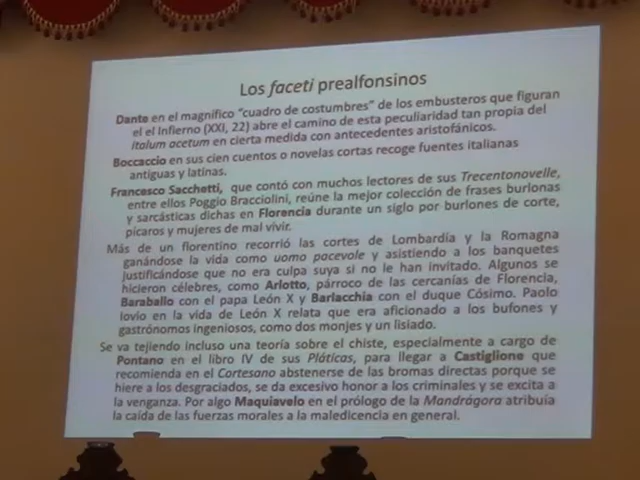 Los faceti prealfonsinos
Dante en el magnífico "cuadro de costumbres" de los embusteros que figuran
el el Infierno (XXI, 22) abre el camino de esta peculiaridad tan propia del
italum acetum en cierta medida con antecedentes aristofánicos.
Boccaccio en sus cien cuentos o novelas cortas recoge fuentes italianas
antiguas y latinas.
Francesco Sacchetti, que contó con muchos lectores de sus Trecentonovelle,
entre ellos Poggio Bracciolini, reúne la mejor colección de frases burlonas
y sarcásticas dichas en Florencia durante un siglo por burlones de corte,
pícaros y mujeres de mal vivir.
Más de un florentino recorrió las cortes de Lombardía y la Romagna
ganándose la vida como uomo pacevole y asistiendo a los banquetes
justificándose que no era culpa suya si no le han invitado. Algunos se
hicieron célebres, como Arlotto, párroco de las cercanías de Florencia,
Baraballo con el papa León X y Barlacchia con el duque Cósimo. Paolo
Iovio en la vida de León X relata que era aficionado a los bufones y
gastrónomos ingeniosos, como dos monjes y un lisiado.
Se va tejiendo incluso una teoría sobre el chiste, especialmente a cargo de
Pontano en el libro IV de sus Pláticas, para llegar a Castiglione que
recomienda en el Cortesano abstenerse de las bromas directas porque se
hiere a los desgraciados, se da excesivo honor a los criminales y se excita a
la venganza. Por algo Maquiavelo en el prólogo de la Mandrágora atribuía
la caída de las fuerzas morales a la maledicencia en general.